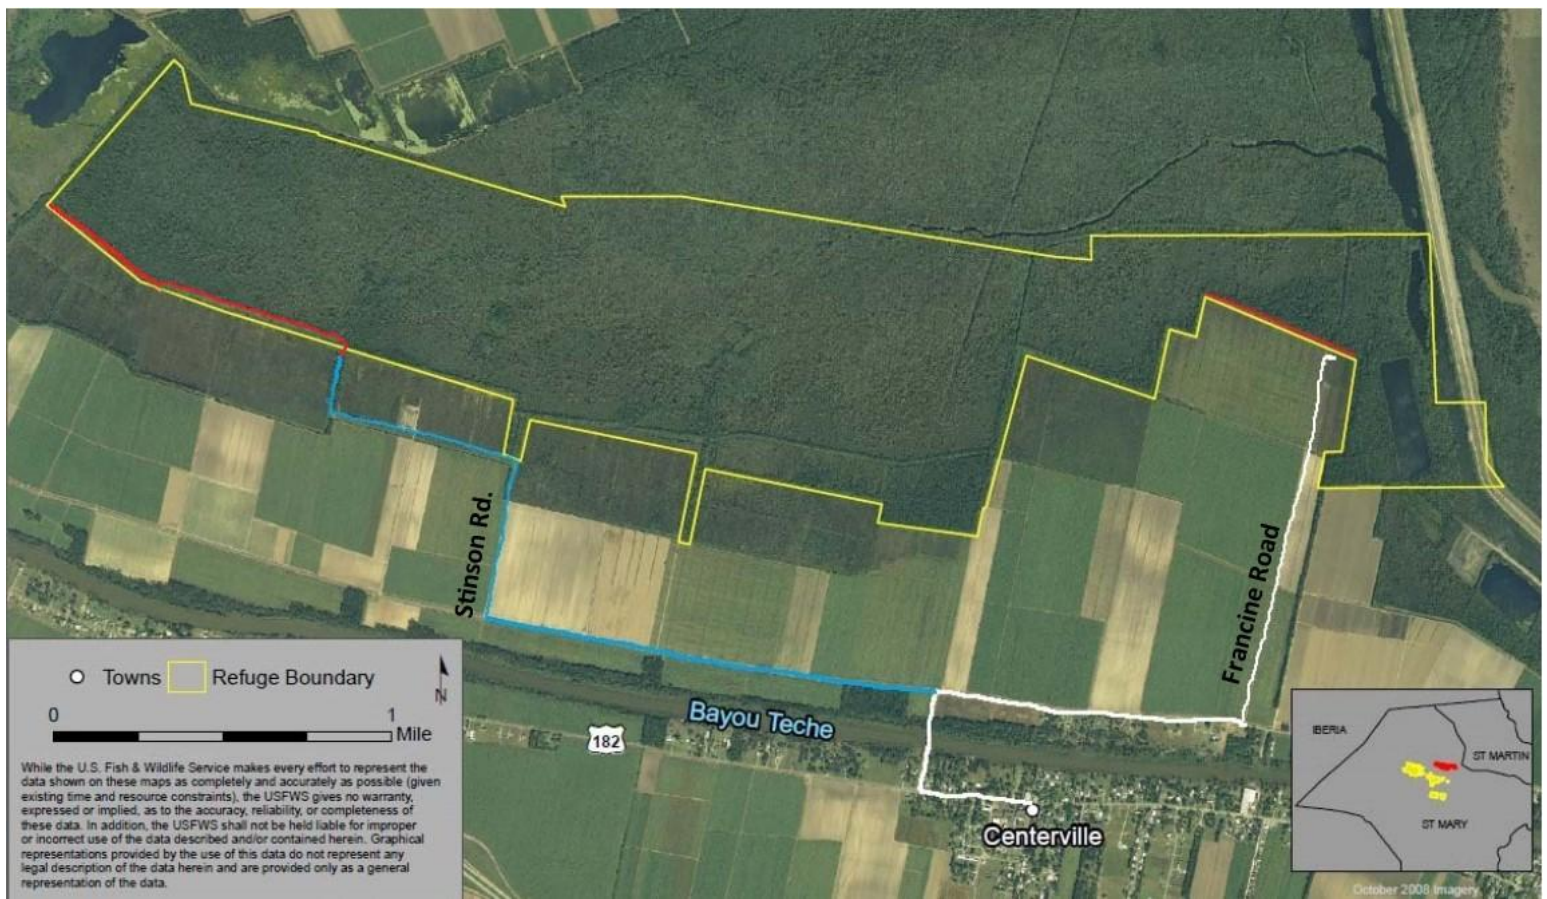 Stinson Rd.
Francine Road
Bayou Teche
182
Centerville
Towns
Refuge Boundary
N
0 1
Mile
While the U.S. Fish & Wildlife Service makes every effort to represent the
data shown on these maps as completely and accurately as possible (given
existing time and resource constraints), the USFWS gives no warranty,
expressed or implied, as to the accuracy, reliability, or completeness of
these data. In addition, the USFWS shall not be held liable for improper
or incorrect use of the data described and/or contained herein. Graphical
representations provided by the use of this data do not represent any
legal description of the data herein and are provided only as a general
representation of the data.
IBERIA
ST MARTIN
ST MARY
October 2008 Imagery